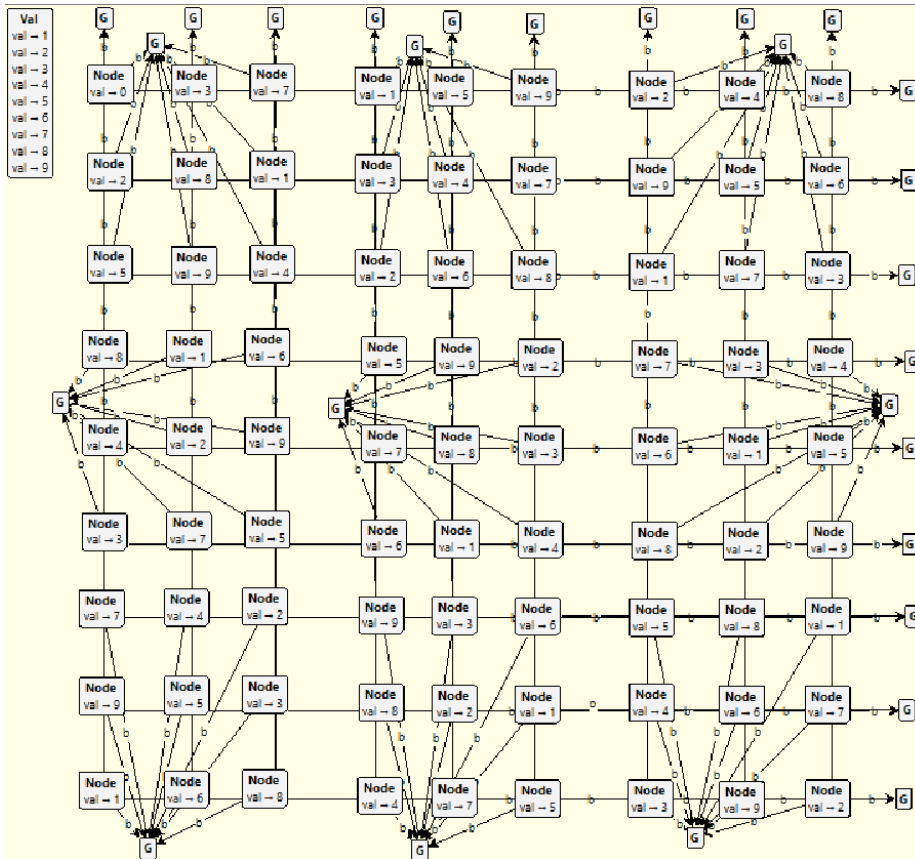 Val
val → 1
val → 2
val → 3
val → 4
val → 5
val → 6
val → 7
val → 8
val → 9
G G G G G G G G G
G G G
b b b b b b b b b
Node Node Node Node Node Node Node Node Node
val → 0 val → 3 val → 7 val → 1 val → 5 val → 9 val → 2 val → 4 val → 8
b b b G
Node Node Node Node Node Node Node Node Node
val → 2 val → 8 val → 1 val → 3 val → 4 val → 7 val → 9 val → 5 val → 6
b b b G
b b b b b b b b b
Node Node Node Node Node Node Node Node Node
val → 5 val → 9 val → 4 val → 2 val → 6 val → 8 val → 1 val → 7 val → 3
b b b G
b b b b b b b b b
Node Node Node Node Node Node Node Node Node
val → 8 val → 1 val → 6 val → 5 val → 9 val → 2 val → 7 val → 3 val → 4
b b b G
G G G
Node Node Node Node Node Node Node Node Node
val → 4 val → 2 val → 9 val → 7 val → 8 val → 3 val → 6 val → 1 val → 5
b b b G
b b b b b b b b b
Node Node Node Node Node Node Node Node Node
val → 3 val → 7 val → 5 val → 6 val → 1 val → 4 val → 8 val → 2 val → 9
b b b G
Node Node Node Node Node Node Node Node Node
val → 7 val → 4 val → 2 val → 9 val → 3 val → 6 val → 5 val → 8 val → 1
b b b b G
Node Node Node Node Node Node Node Node Node
val → 9 val → 5 val → 3 val → 8 val → 2 val → 1 val → 4 val → 6 val → 7
b b b G
b b b b b b b b b
Node Node Node Node Node Node Node Node Node
val → 1 val → 6 val → 8 val → 4 val → 7 val → 5 val → 3 val → 9 val → 2
G
b b b b b b
G G G